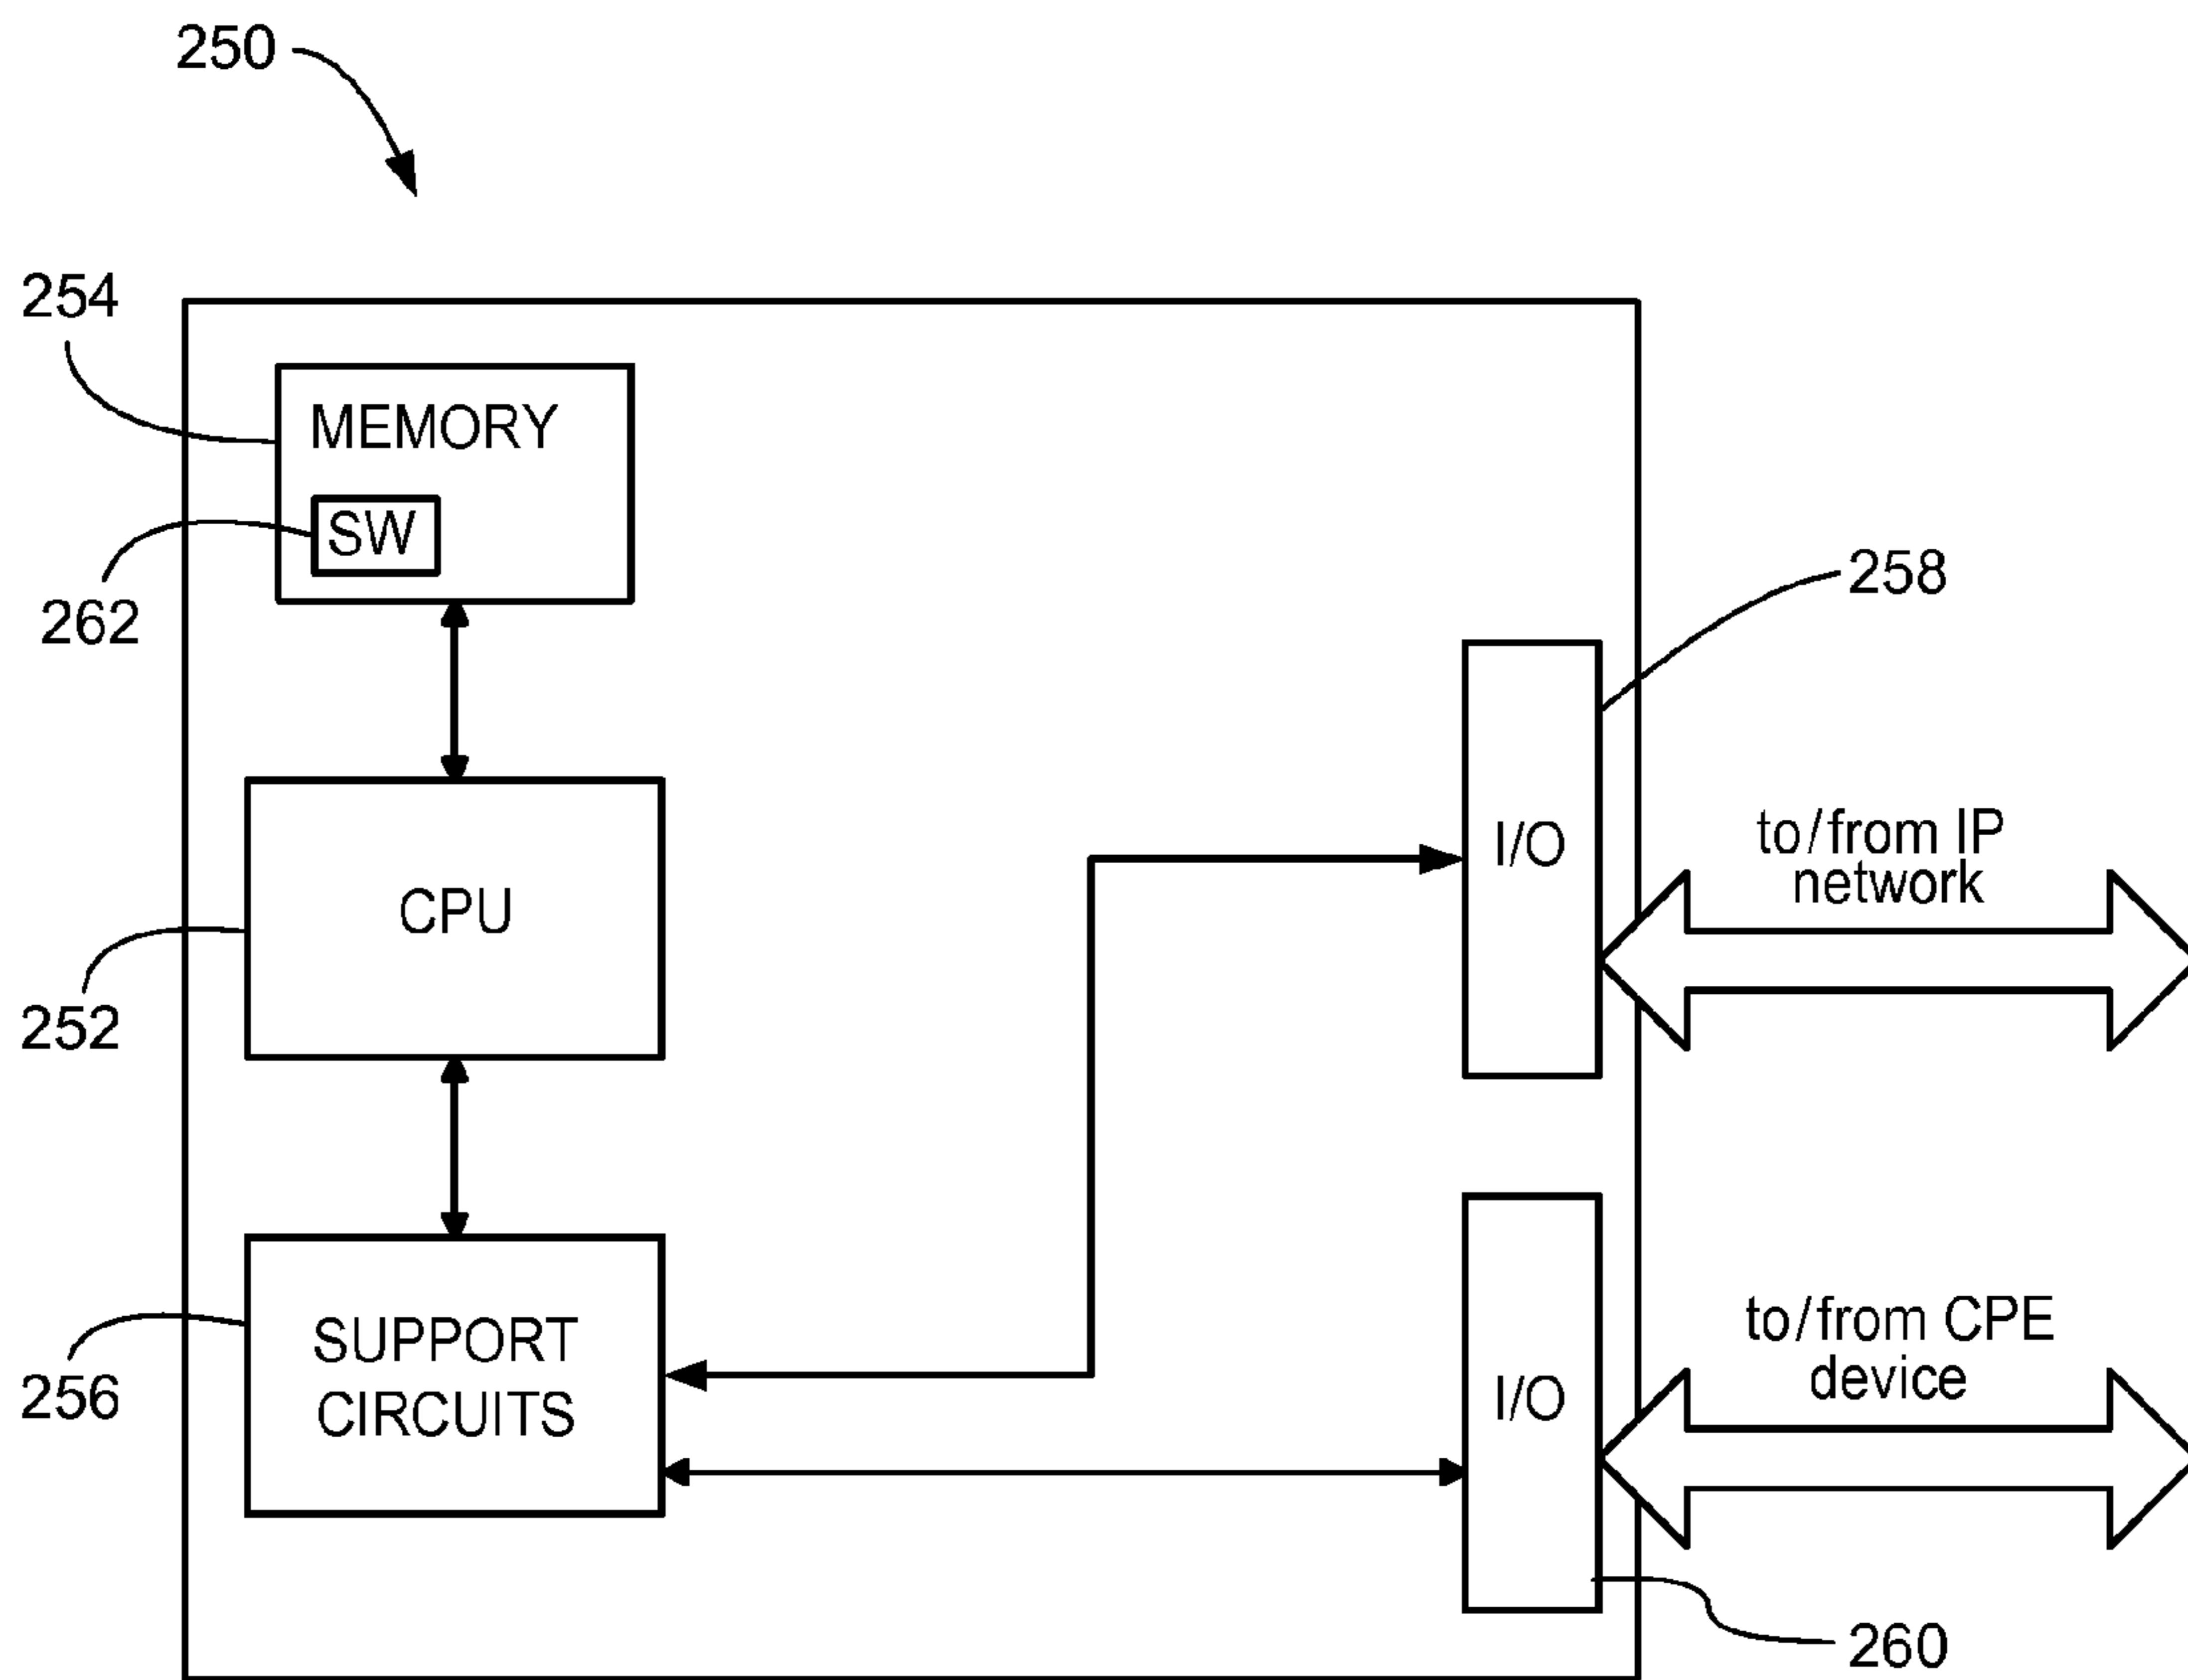 250
254
MEMORY
SW
262
258
I/O
to/from IP
network
CPU
252
to/from CPE
device
SUPPORT
CIRCUITS
I/O
256
260